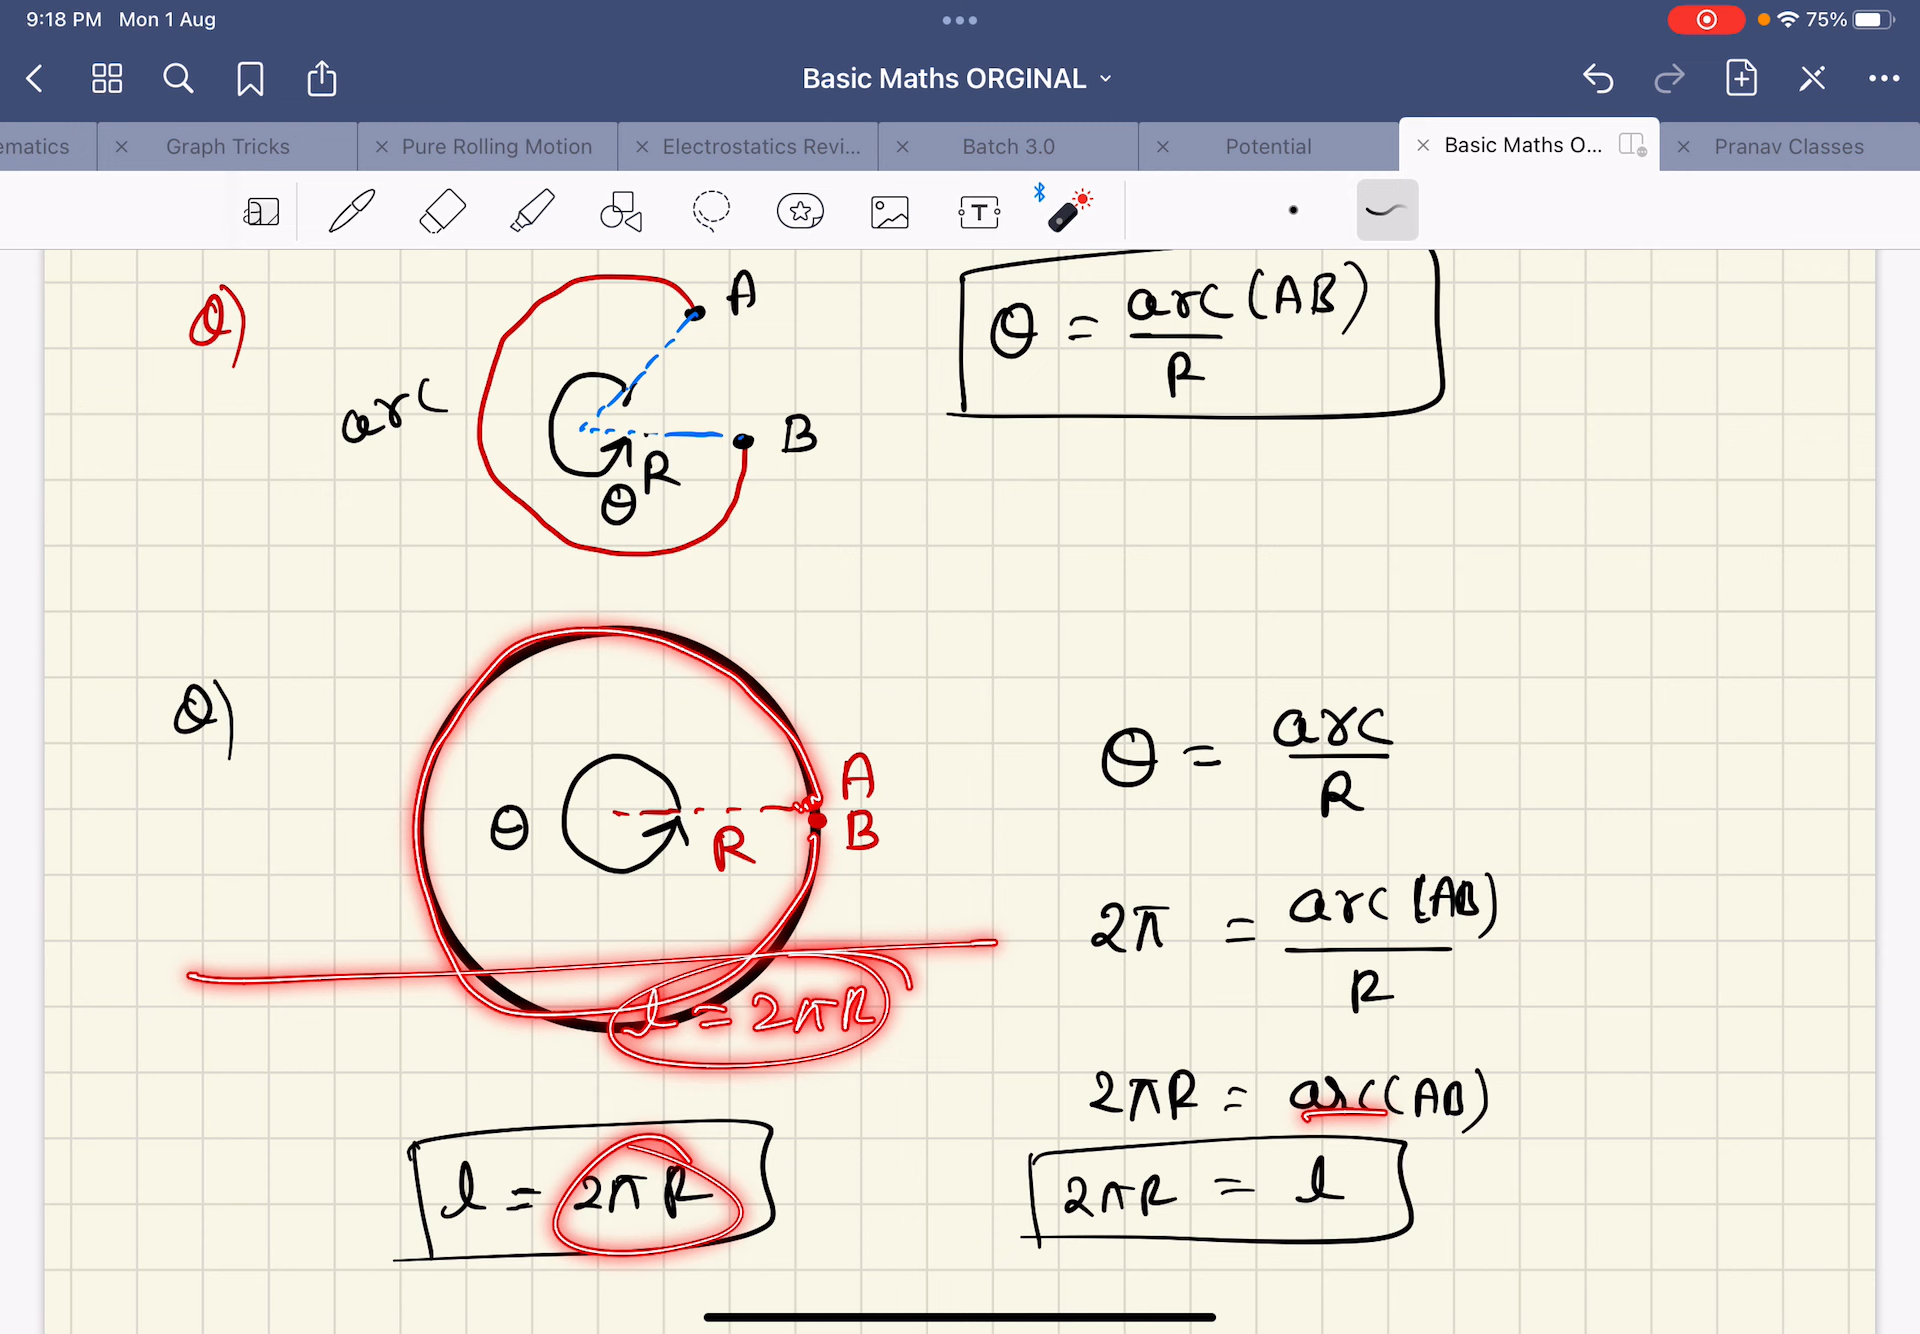 9:18 PM Mon 1 Aug
75%
Basic Maths ORGINAL
ematics
Graph Tricks
Pure Rolling Motion
Electrostatics Revi...
Batch 3.0
Potential
Basic Maths O...
Pranav Classes
T
Q)
A
arc
B
R
θ
θ = arc (AB) / R
Q)
θ
A
B
R
l = 2πR
l = 2πR
θ = arc / R
2π = arc (AB) / R
2πR = arc(AB)
2πR = l